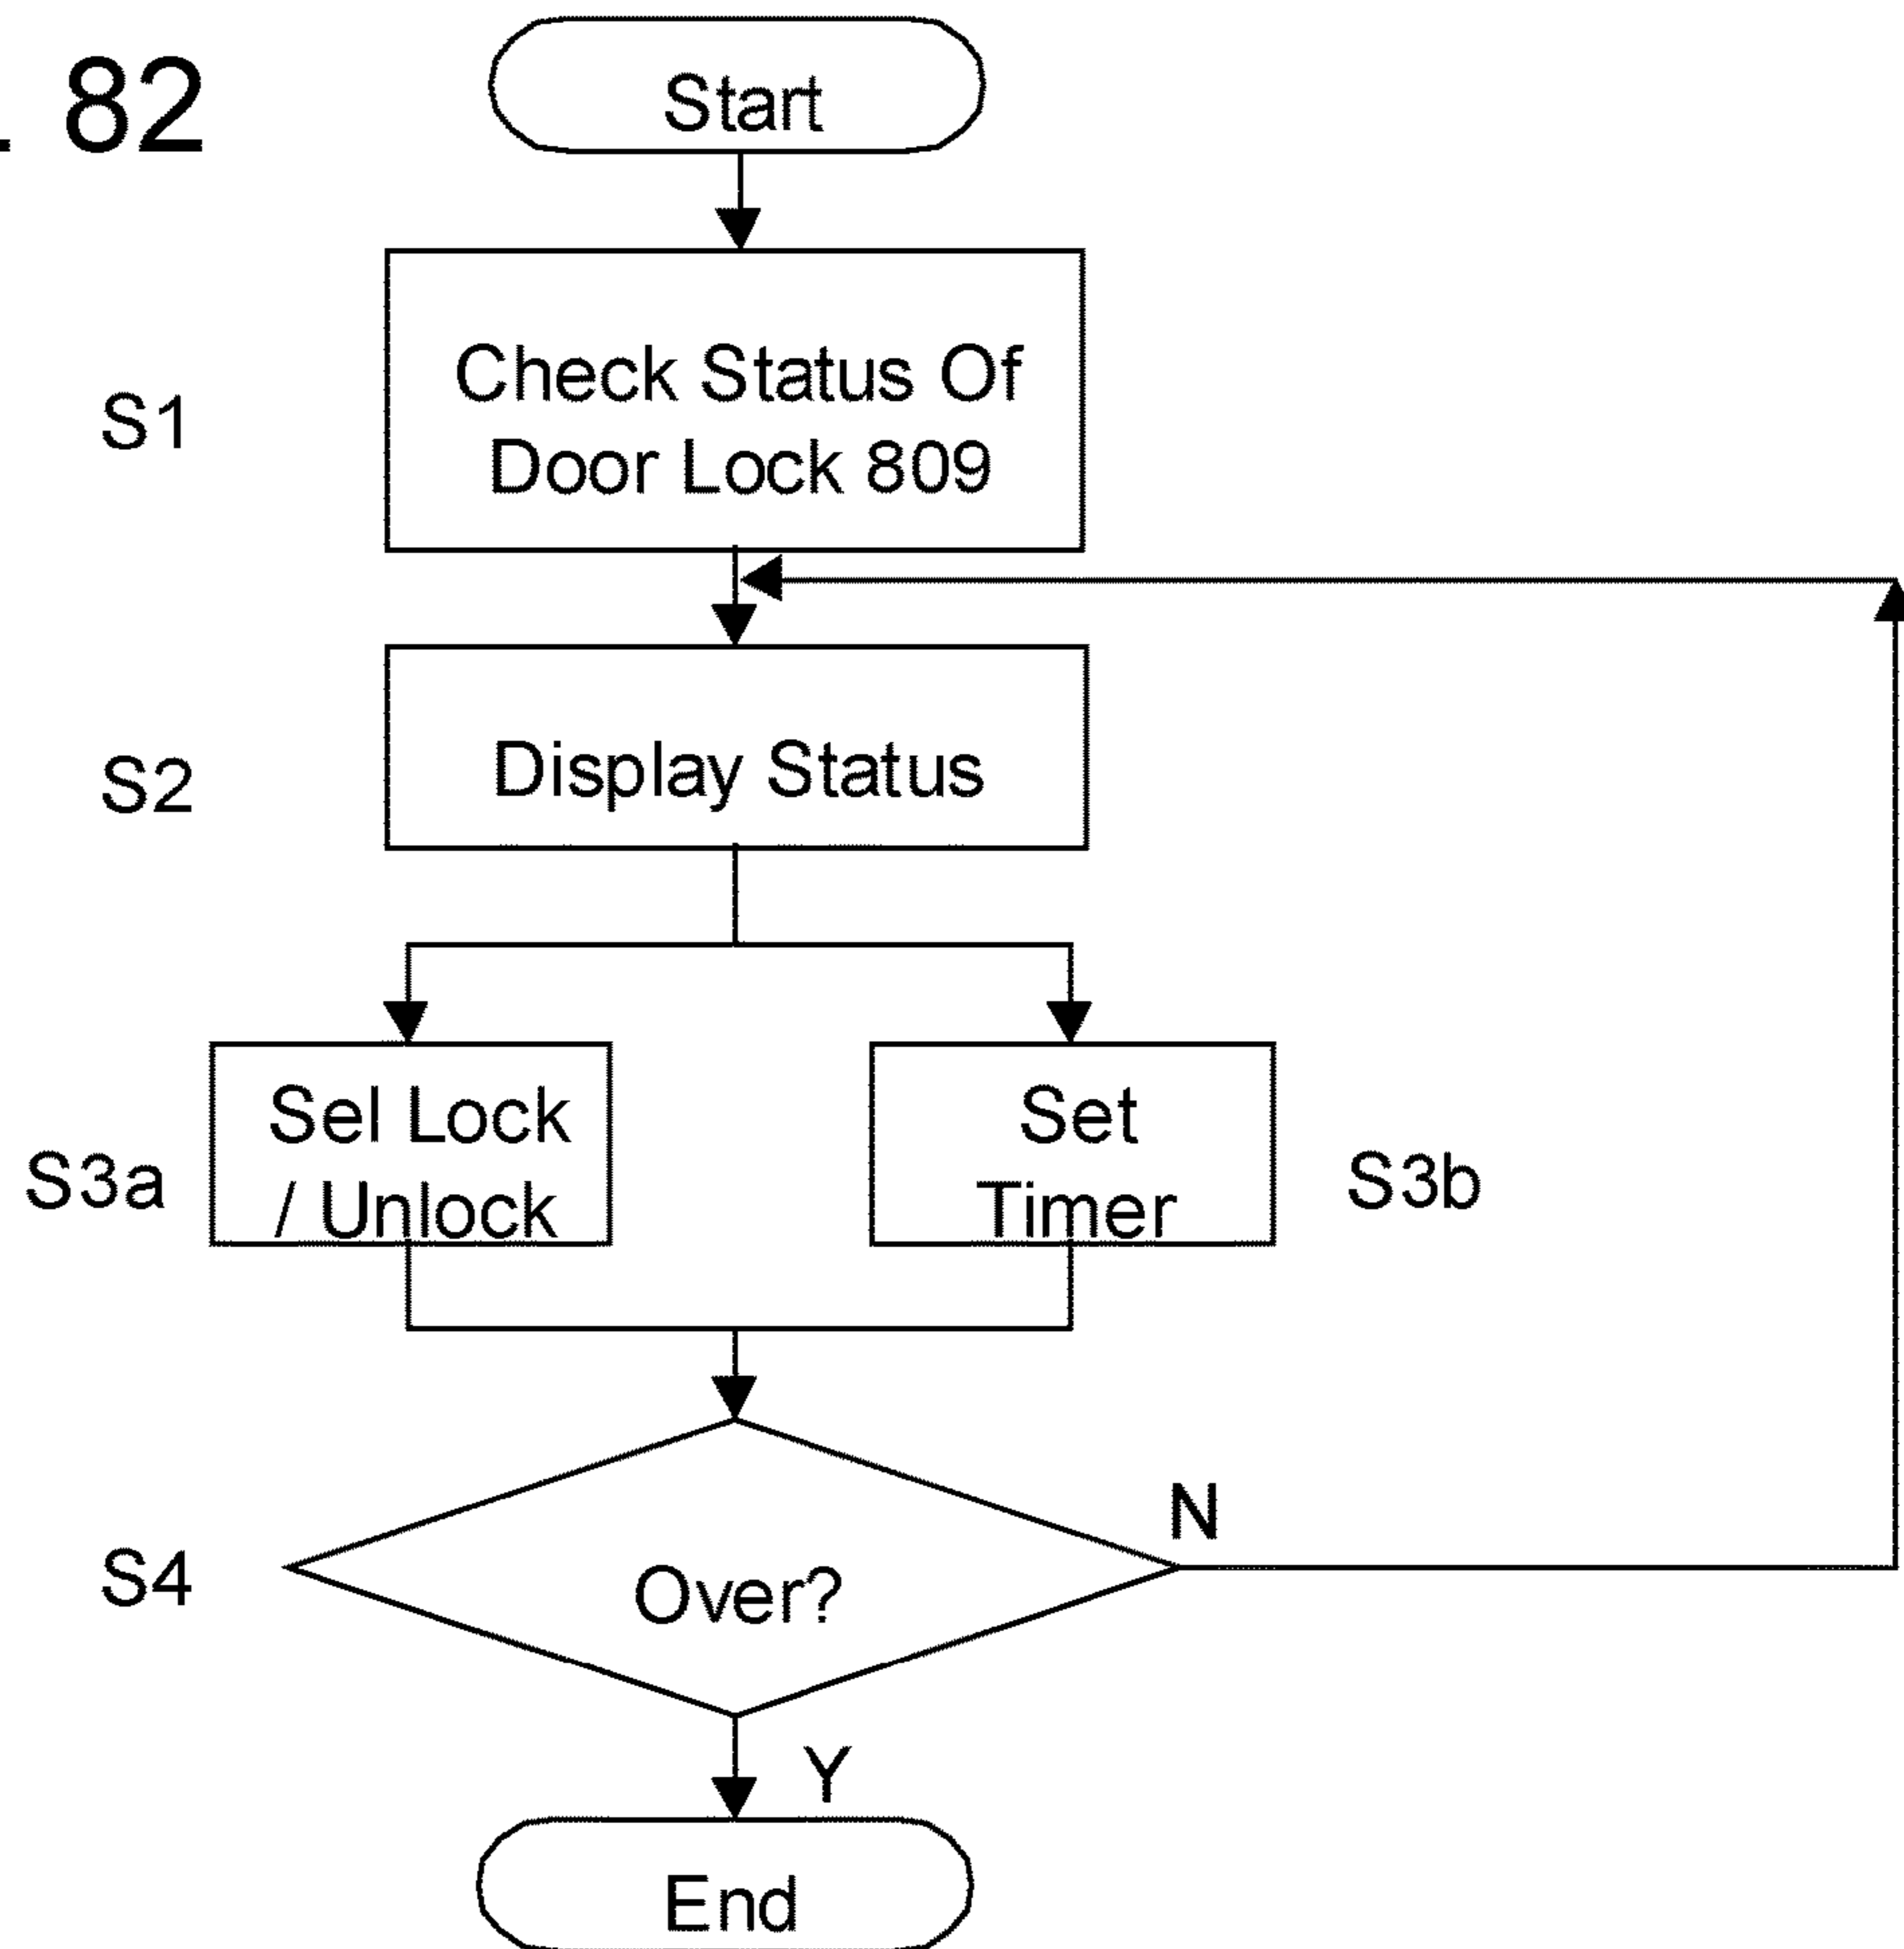 . 82
Start
S1
Check Status Of
Door Lock 809
S2
Display Status
S3a
Sel Lock
/ Unlock
Set
Timer
S3b
S4
Over?
N
Y
End